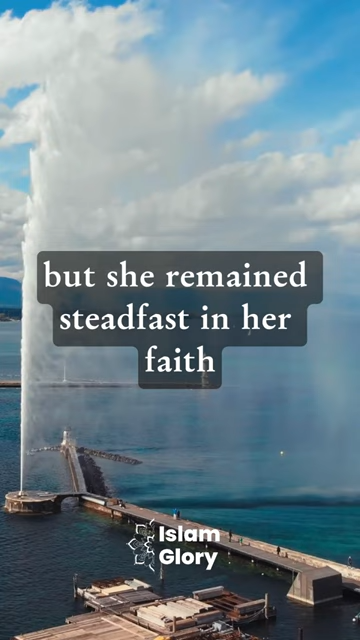 but she remained
steadfast in her
faith
Islam
Glory